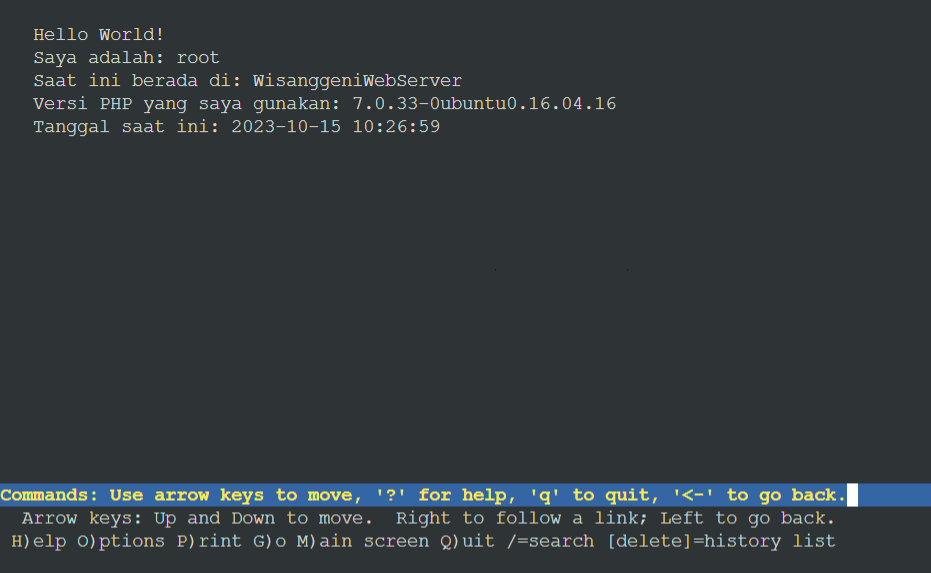 Hello World!
Saya adalah: root
Saat ini berada di: WisanggeniWebServer
Versi PHP yang saya gunakan: 7.0.33-0ubuntu0.16.04.16
Tanggal saat ini: 2023-10-15 10:26:59
Commands: Use arrow keys to move, '?' for help, 'q' to quit, '<-' to go back.
Arrow keys: Up and Down to move.  Right to follow a link; Left to go back.
H)elp O)ptions P)rint G)o M)ain screen Q)uit /=search [delete]=history list